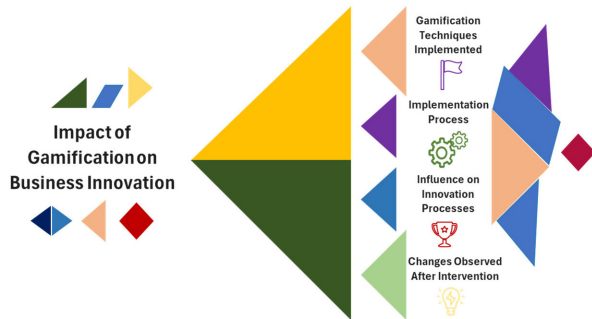 Impact of
Gamification on
Business Innovation
Gamification
Techniques
Implemented
Implementation
Process
Influence on
Innovation
Processes
Changes Observed
After Intervention